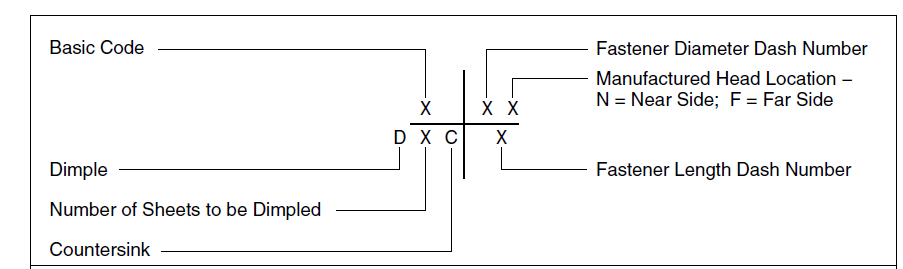 Basic Code
Fastener Diameter Dash Number
Manufactured Head Location –
N = Near Side; F = Far Side
X X X
D X C X
Dimple
Fastener Length Dash Number
Number of Sheets to be Dimpled
Countersink